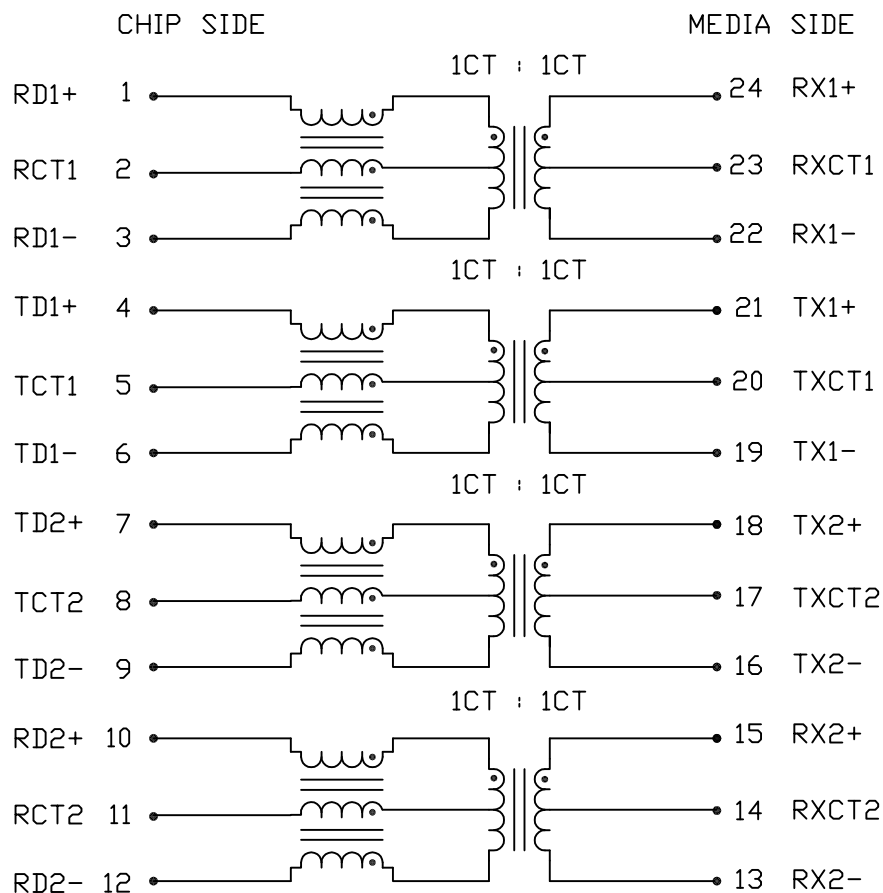 CHIP SIDE MEDIA SIDE
1CT : 1CT
RD1+ 1 24 RX1+
RCT1 2 23 RXCT1
RD1- 3 22 RX1-
1CT : 1CT
TD1+ 4 21 TX1+
TCT1 5 20 TXCT1
TD1- 6 19 TX1-
1CT : 1CT
TD2+ 7 18 TX2+
TCT2 8 17 TXCT2
TD2- 9 16 TX2-
1CT : 1CT
RD2+ 10 15 RX2+
RCT2 11 14 RXCT2
RD2- 12 13 RX2-